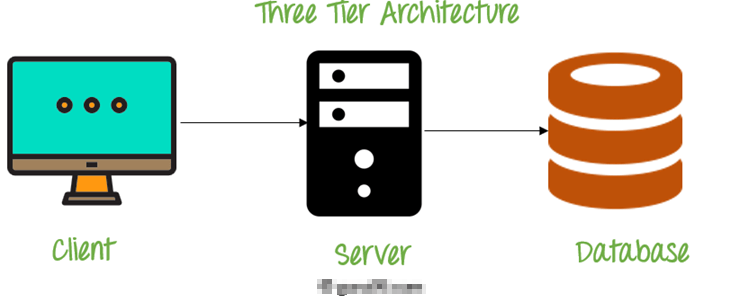 Three Tier Architecture
Client
Server
Database